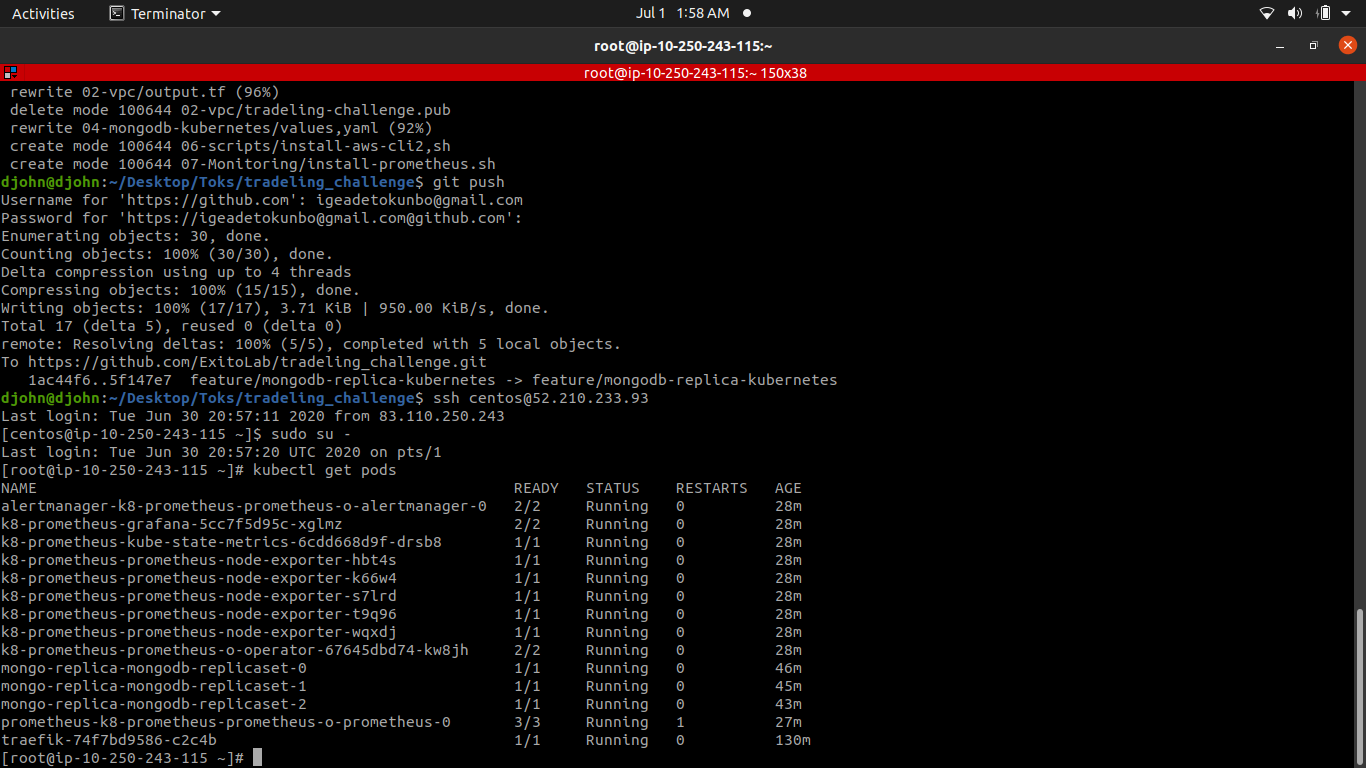 Activities
Terminator
Jul 1 1:58 AM
root@ip-10-250-243-115:~
root@ip-10-250-243-115:~ 150x38
rewrite 02-vpc/output.tf (96%)
delete mode 100644 02-vpc/tradeling-challenge.pub
rewrite 04-mongodb-kubernetes/values,yaml (92%)
create mode 100644 06-scripts/install-aws-cli2,sh
create mode 100644 07-Monitoring/install-prometheus.sh
djohn@djohn:~/Desktop/Toks/tradeling_challenge$ git push
Username for 'https://github.com': igeadetokunbo@gmail.com
Password for 'https://igeadetokunbo@gmail.com@github.com':
Enumerating objects: 30, done.
Counting objects: 100% (30/30), done.
Delta compression using up to 4 threads
Compressing objects: 100% (15/15), done.
Writing objects: 100% (17/17), 3.71 KiB | 950.00 KiB/s, done.
Total 17 (delta 5), reused 0 (delta 0)
remote: Resolving deltas: 100% (5/5), completed with 5 local objects.
To https://github.com/ExitoLab/tradeling_challenge.git
1ac44f6..5f147e7 feature/mongodb-replica-kubernetes -> feature/mongodb-replica-kubernetes
djohn@djohn:~/Desktop/Toks/tradeling_challenge$ ssh centos@52.210.233.93
Last login: Tue Jun 30 20:57:11 2020 from 83.110.250.243
[centos@ip-10-250-243-115 ~]$ sudo su -
Last login: Tue Jun 30 20:57:20 UTC 2020 on pts/1
[root@ip-10-250-243-115 ~]# kubectl get pods
NAME READY STATUS RESTARTS AGE
alertmanager-k8-prometheus-prometheus-o-alertmanager-0 2/2 Running 0 28m
k8-prometheus-grafana-5cc7f5d95c-xglmz 2/2 Running 0 28m
k8-prometheus-kube-state-metrics-6cdd668d9f-drsb8 1/1 Running 0 28m
k8-prometheus-prometheus-node-exporter-hbt4s 1/1 Running 0 28m
k8-prometheus-prometheus-node-exporter-k66w4 1/1 Running 0 28m
k8-prometheus-prometheus-node-exporter-s7lrd 1/1 Running 0 28m
k8-prometheus-prometheus-node-exporter-t9q96 1/1 Running 0 28m
k8-prometheus-prometheus-node-exporter-wqxdj 1/1 Running 0 28m
k8-prometheus-prometheus-o-operator-67645dbd74-kw8jh 2/2 Running 0 28m
mongo-replica-mongodb-replicaset-0 1/1 Running 0 46m
mongo-replica-mongodb-replicaset-1 1/1 Running 0 45m
mongo-replica-mongodb-replicaset-2 1/1 Running 0 43m
prometheus-k8-prometheus-prometheus-o-prometheus-0 3/3 Running 1 27m
traefik-74f7bd9586-c2c4b 1/1 Running 0 130m
[root@ip-10-250-243-115 ~]#